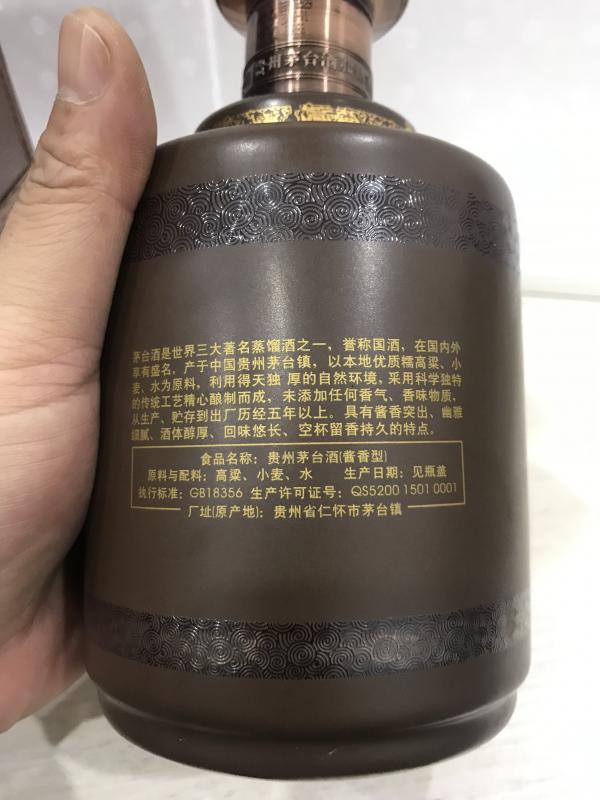 贵州茅台酒
茅台酒是世界三大著名蒸馏酒之一，誉称国酒，在国内外
享有盛名，产于中国贵州茅台镇，以本地优质糯高粱、小
麦、水为原料，利用得天独 厚的自然环境，采用科学独特
的传统工艺精心酿制而成，未添加任何香气、香味物质，
从生产、贮存到出厂历经五年以上。具有酱香突出、幽雅
细腻、酒体醇厚、回味悠长、空杯留香持久的特点。
食品名称：贵州茅台酒(酱香型)
原料与配料：高粱、小麦、水 生产日期：见瓶盖
执行标准：GB18356 生产许可证号：QS5200 1501 0001
厂址(原产地)：贵州省仁怀市茅台镇